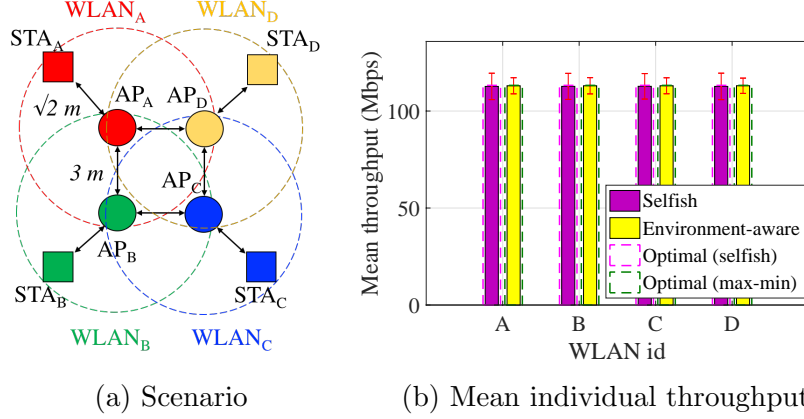 WLAN_A WLAN_D
STA_A STA_D
AP_A AP_D
√2 m
3 m
AP_C
AP_B
STA_B STA_C
WLAN_B WLAN_C
(a) Scenario
Mean throughput (Mbps)
100
50
0
Selfish
Environment-aware
Optimal (selfish)
Optimal (max-min)
A B C D
WLAN id
(b) Mean individual throughput